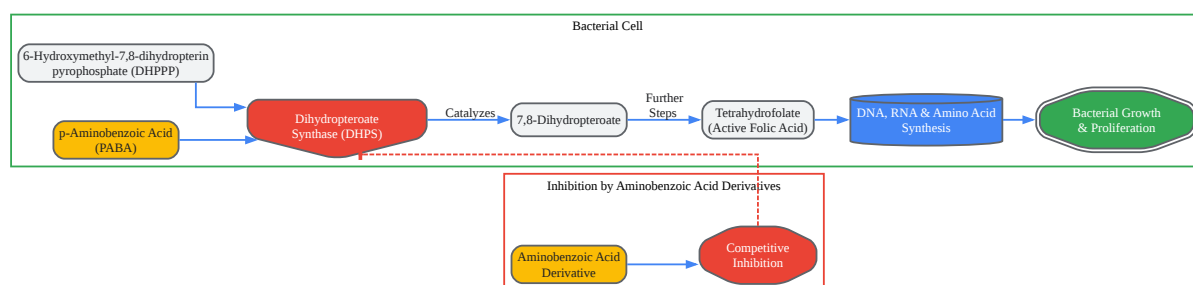 Bacterial Cell
6-Hydroxymethyl-7,8-dihydropterin
pyrophosphate (DHPPP)
p-Aminobenzoic Acid
(PABA)
Dihydropteroate
Synthase (DHPS)
Catalyzes
7,8-Dihydropteroate
Further
Steps
Tetrahydrofolate
(Active Folic Acid)
DNA, RNA & Amino Acid
Synthesis
Bacterial Growth
& Proliferation
Inhibition by Aminobenzoic Acid Derivatives
Aminobenzoic Acid
Derivative
Competitive
Inhibition